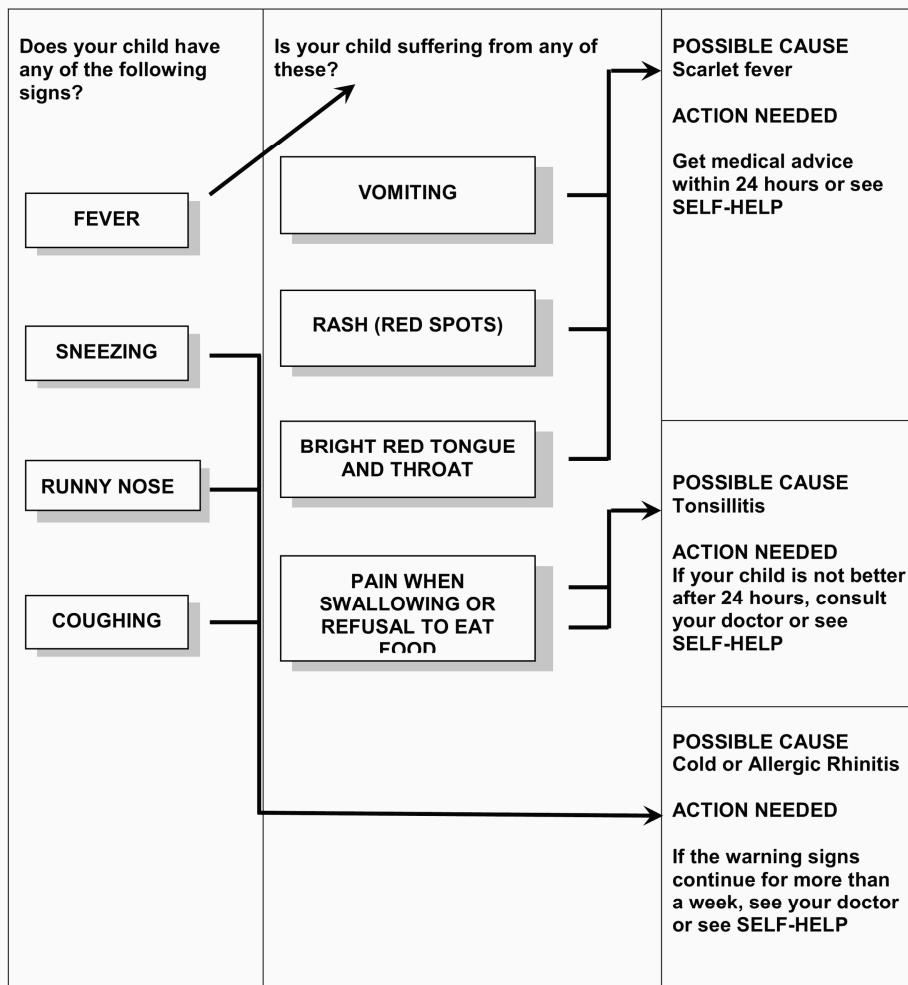 Does your child have
any of the following
signs?
FEVER
SNEEZING
RUNNY NOSE
COUGHING
Is your child suffering from any of
these?
VOMITING
RASH (RED SPOTS)
BRIGHT RED TONGUE
AND THROAT
PAIN WHEN
SWALLOWING OR
REFUSAL TO EAT
FOOD
POSSIBLE CAUSE
Scarlet fever
ACTION NEEDED
Get medical advice
within 24 hours or see
SELF-HELP
POSSIBLE CAUSE
Tonsillitis
ACTION NEEDED
If your child is not better
after 24 hours, consult
your doctor or see
SELF-HELP
POSSIBLE CAUSE
Cold or Allergic Rhinitis
ACTION NEEDED
If the warning signs
continue for more than
a week, see your doctor
or see SELF-HELP